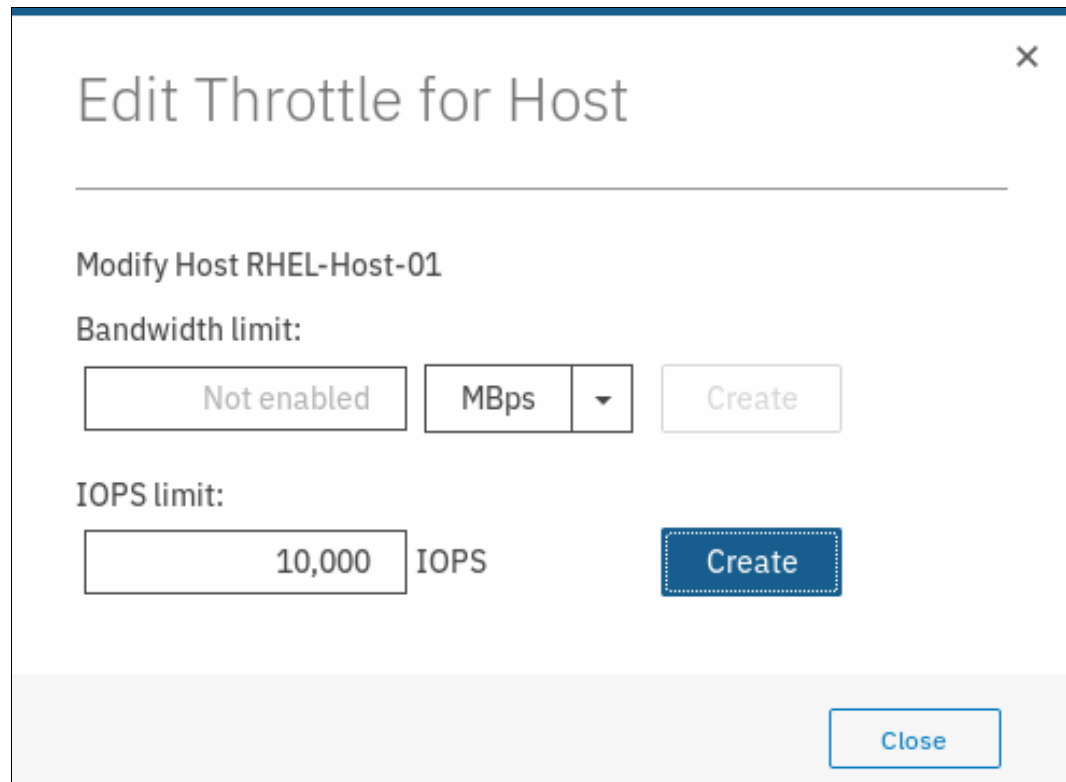 Edit Throttle for Host
Modify Host RHEL-Host-01
Bandwidth limit:
Not enabled MBps Create
IOPS limit:
10,000 IOPS Create
Close